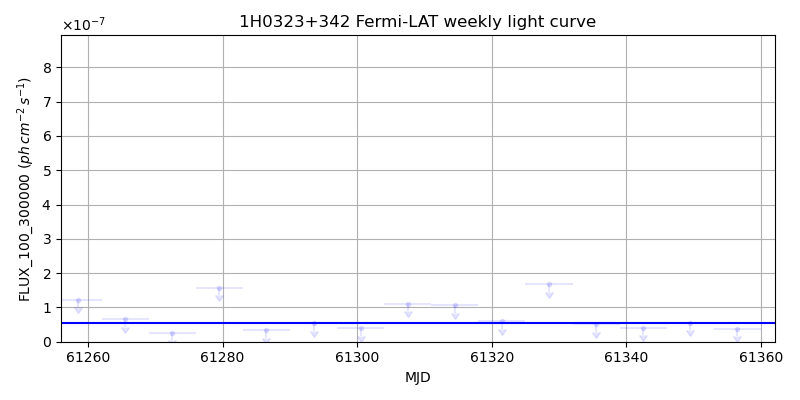 1H0323+342 Fermi-LAT weekly light curve
×10⁻⁷
FLUX_100_300000 (ph cm⁻² s⁻¹)
8
7
6
5
4
3
2
1
0
61260 61280 61300 61320 61340 61360
MJD